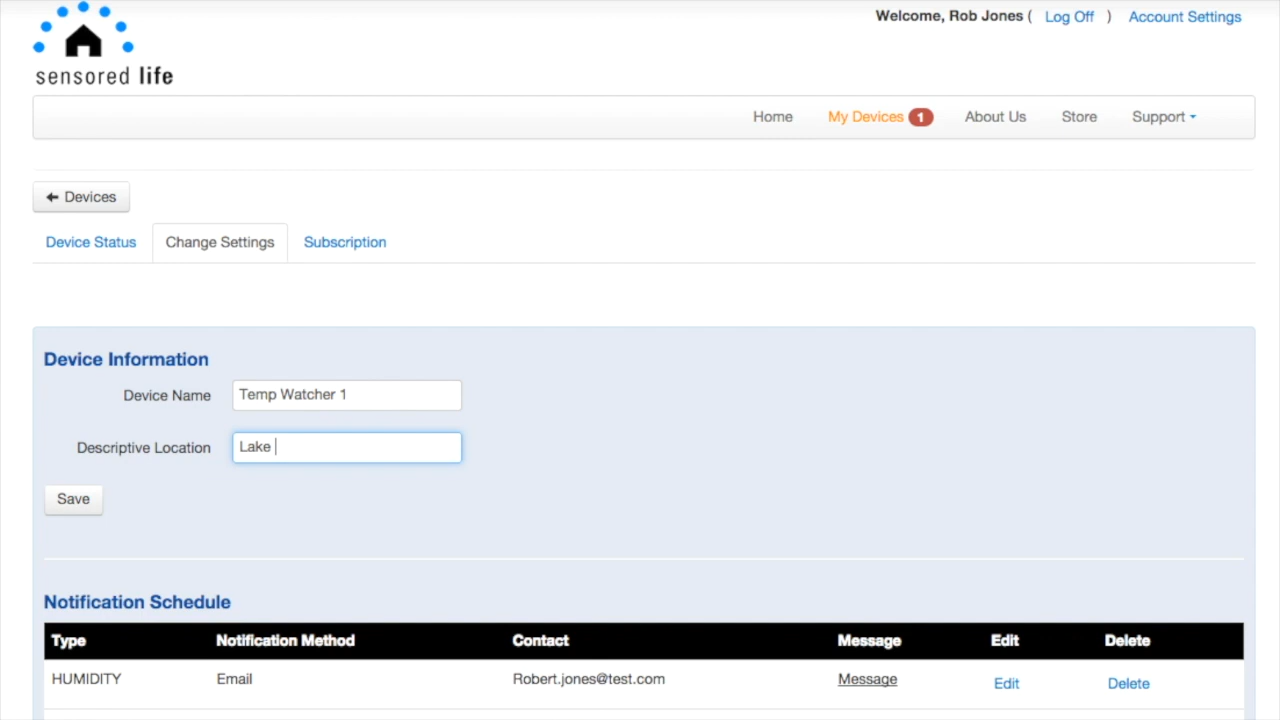 Welcome, Rob Jones ( Log Off ) Account Settings
sensored life
Home My Devices 1 About Us Store Support
Devices
Device Status Change Settings Subscription
Device Information
Device Name Temp Watcher 1
Descriptive Location Lake
Save
Notification Schedule
Type Notification Method Contact Message Edit Delete
HUMIDITY Email Robert.jones@test.com Message Edit Delete